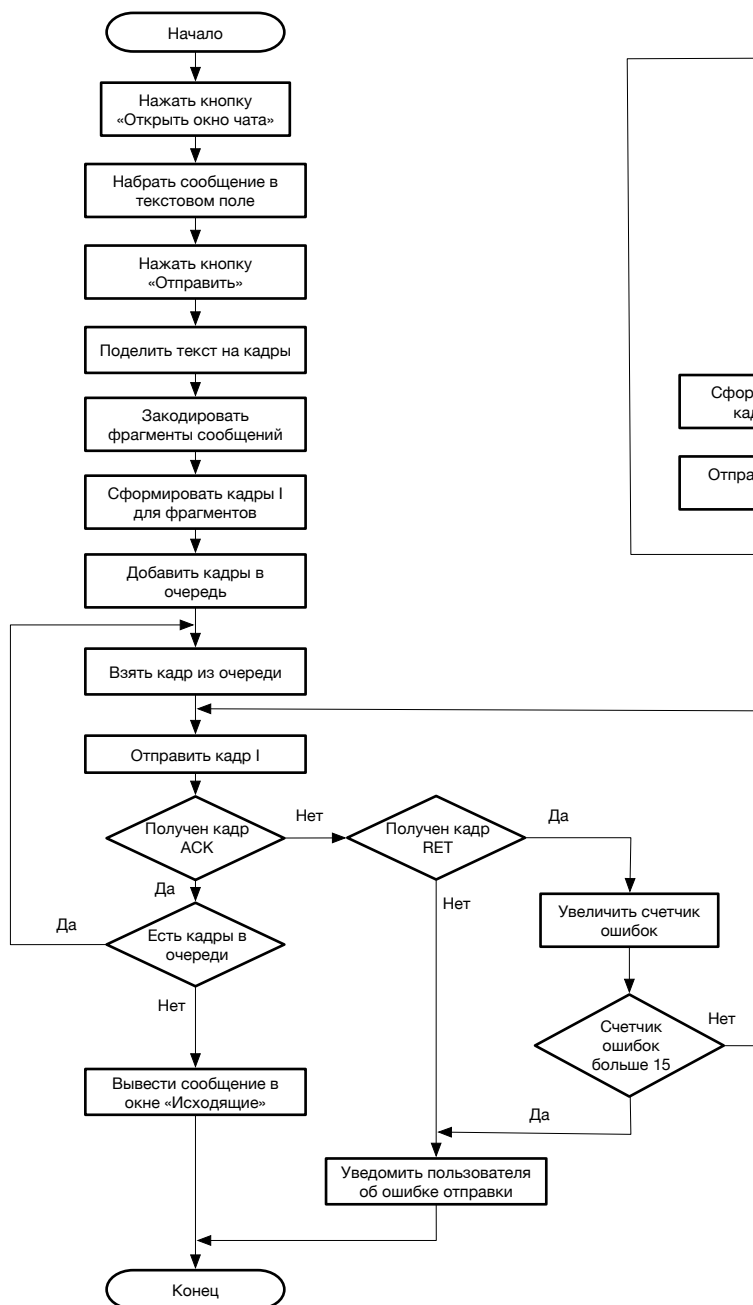 Начало
Нажать кнопку
«Открыть окно чата»
Набрать сообщение в
текстовом поле
Нажать кнопку
«Отправить»
Поделить текст на кадры
Закодировать
фрагменты сообщений
Сформировать кадры I
для фрагментов
Добавить кадры в
очередь
Взять кадр из очереди
Отправить кадр I
Получен кадр
ACK
Нет
Получен кадр
RET
Да
Да
Нет
Увеличить счетчик
ошибок
Да
Есть кадры в
очереди
Нет
Счетчик
ошибок
больше 15
Нет
Да
Вывести сообщение в
окне «Исходящие»
Уведомить пользователя
об ошибке отправки
Конец